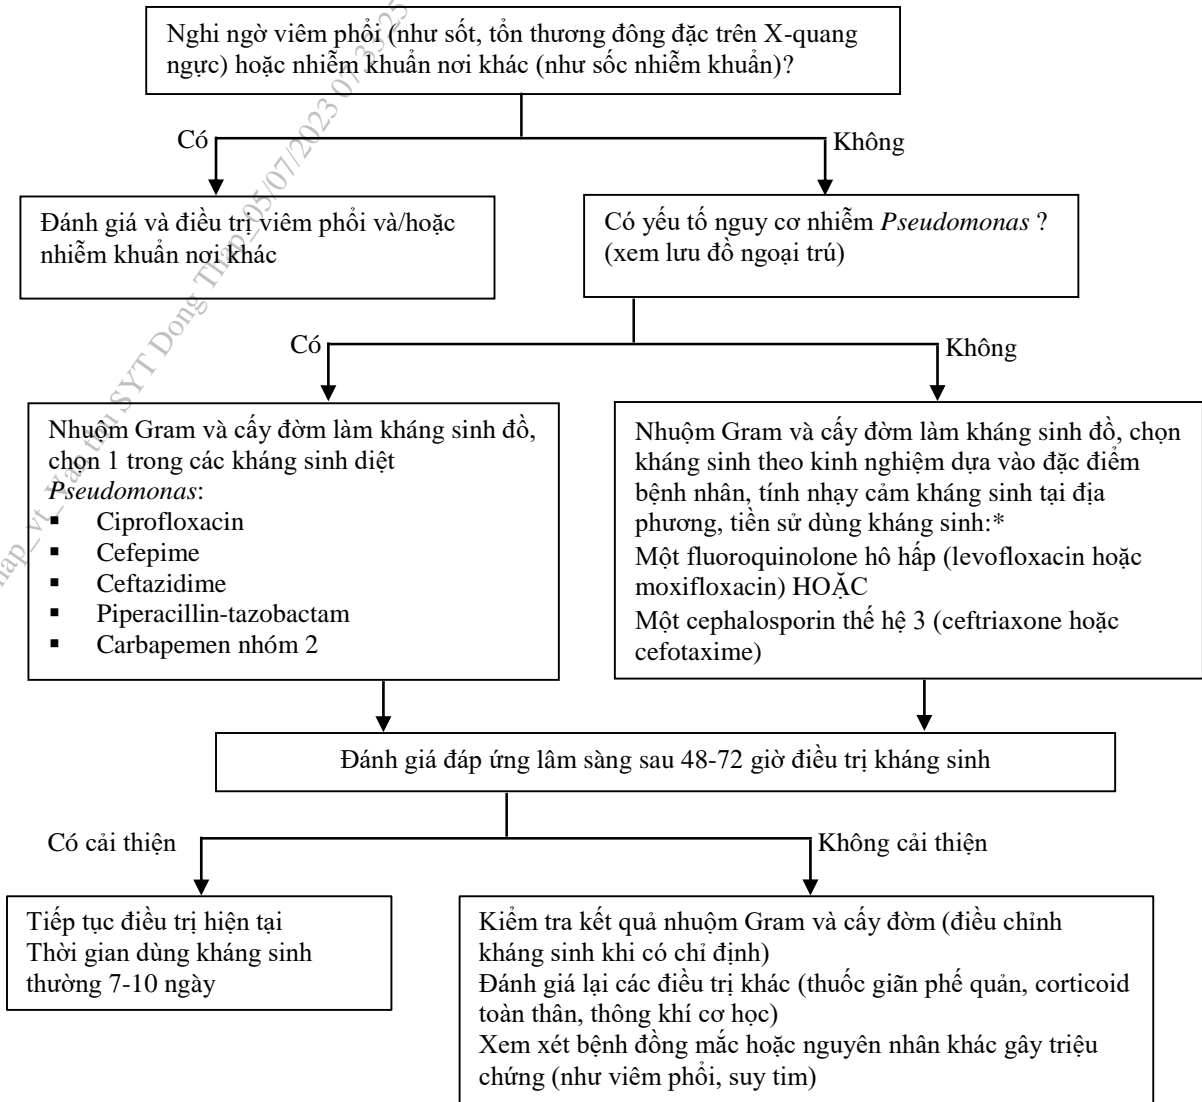 Nghi ngờ viêm phổi (như sốt, tổn thương đông đặc trên X-quang
ngực) hoặc nhiễm khuẩn nơi khác (như sốc nhiễm khuẩn)?
Có
Không
Đánh giá và điều trị viêm phổi và/hoặc
nhiễm khuẩn nơi khác
Có yếu tố nguy cơ nhiễm Pseudomonas ?
(xem lưu đồ ngoại trú)
Có
Không
Nhuôm Gram và cấy đờm làm kháng sinh đồ,
chọn 1 trong các kháng sinh diệt
Pseudomonas:
▪ Ciprofloxacin
▪ Cefepime
▪ Ceftazidime
▪ Piperacillin-tazobactam
▪ Carbapemen nhóm 2
Nhuộm Gram và cấy đờm làm kháng sinh đồ, chọn
kháng sinh theo kinh nghiệm dựa vào đặc điểm
bệnh nhân, tính nhạy cảm kháng sinh tại địa
phương, tiền sử dùng kháng sinh:*
Một fluoroquinolone hô hấp (levofloxacin hoặc
moxifloxacin) HOẶC
Một cephalosporin thế hệ 3 (ceftriaxone hoặc
cefotaxime)
Đánh giá đáp ứng lâm sàng sau 48-72 giờ điều trị kháng sinh
Có cải thiện
Không cải thiện
Tiếp tục điều trị hiện tại
Thời gian dùng kháng sinh
thường 7-10 ngày
Kiểm tra kết quả nhuộm Gram và cấy đờm (điều chỉnh
kháng sinh khi có chỉ định)
Đánh giá lại các điều trị khác (thuốc giãn phế quản, corticoid
toàn thân, thông khí cơ học)
Xem xét bệnh đồng mắc hoặc nguyên nhân khác gây triệu
chứng (như viêm phổi, suy tim)
SYT Dong Thap_05/07/2023